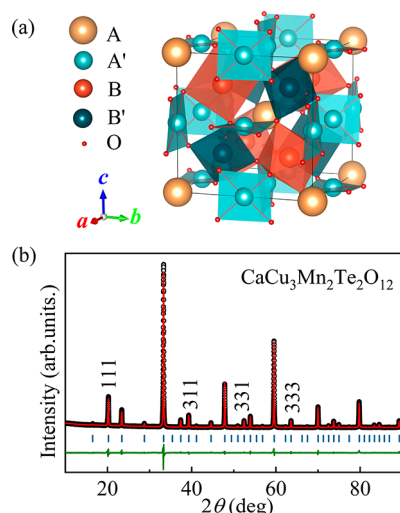 (a)
A
A'
B
B'
O
c
a
b
(b)
CaCu₃Mn₂Te₂O₁₂
Intensity (arb.units.)
111
311
331
333
20 40 60 80
2θ (deg)